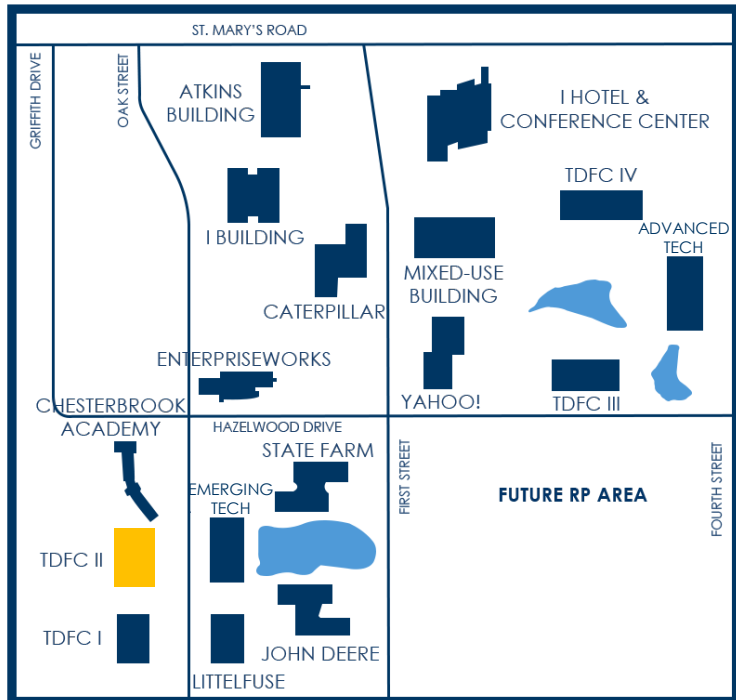 ST. MARY'S ROAD
GRIFFITH DRIVE
OAK STREET
ATKINS
BUILDING
I HOTEL &
CONFERENCE CENTER
TDFC IV
I BUILDING
ADVANCED
TECH
MIXED-USE
BUILDING
CATERPILLAR
ENTERPRISEWORKS
YAHOO!
TDFC III
CHESTERBROOK
ACADEMY
HAZELWOOD DRIVE
STATE FARM
FIRST STREET
FOURTH STREET
EMERGING
TECH
FUTURE RP AREA
TDFC II
TDFC I
JOHN DEERE
LITTELFUSE